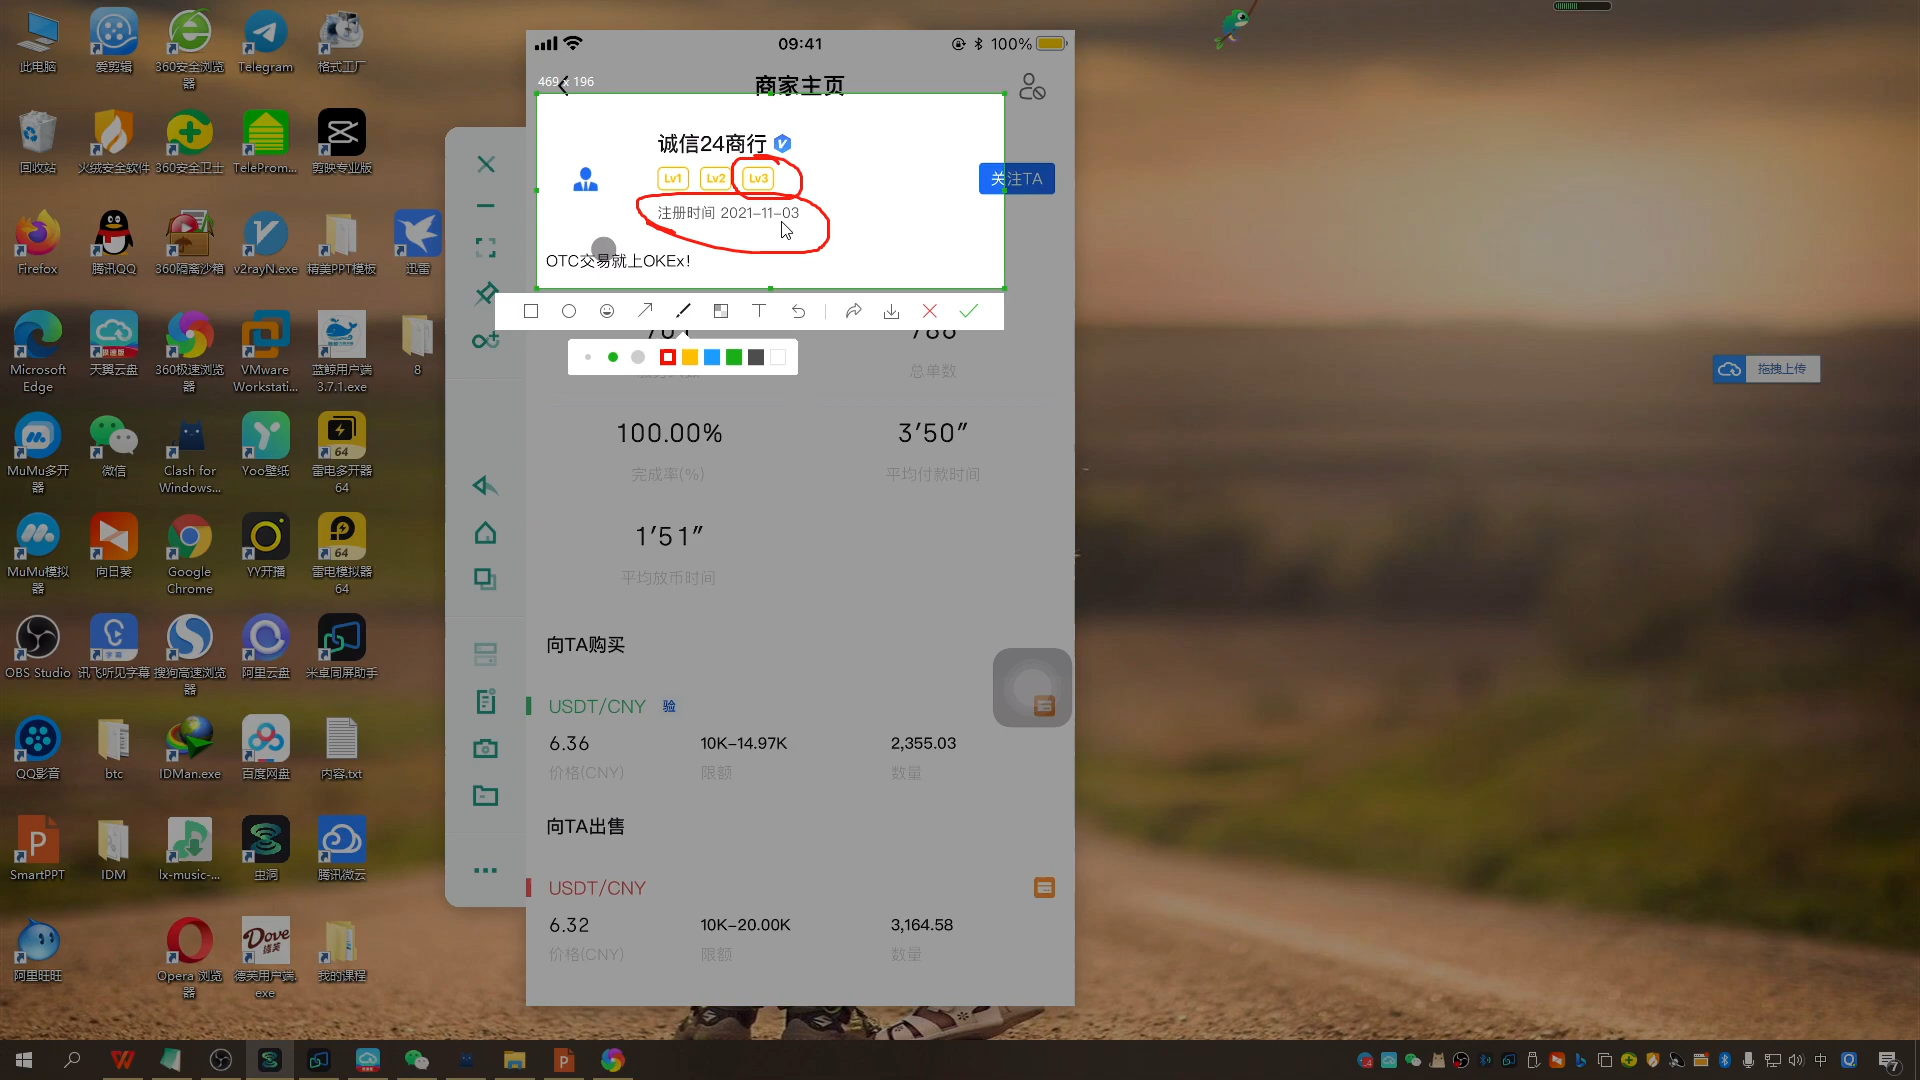 此电脑
爱剪辑
360安全浏览器
Telegram
格式工厂
回收站
火绒安全软件
360安全卫士
TeleProm...
剪映专业版
Firefox
腾讯QQ
360隔离沙箱
v2rayN.exe
精美PPT模板
迅雷
Microsoft Edge
天翼云盘
360极速浏览器
VMware Workstati...
蓝鲸用户端3.7.1.exe
8
MuMu多开器
微信
Clash for Windows...
Yoo壁纸
雷电多开器64
MuMu模拟器
向日葵
Google Chrome
YY开播
雷电模拟器64
OBS Studio
讯飞听见字幕
搜狗高速浏览器
阿里云盘
米卓同屏助手
QQ影音
btc
IDMan.exe
百度网盘
内容.txt
SmartPPT
IDM
lx-music-...
虫洞
腾讯微云
阿里旺旺
Opera 浏览器
德芙用户端.exe
我的课程
09:41
100%
469 x 196
商家主页
诚信24商行
Lv1 Lv2 Lv3
关注TA
注册时间 2021-11-03
OTC交易就上OKEx!
总单数
100.00%
3′50″
完成率(%)
平均付款时间
1′51″
平均放币时间
向TA购买
USDT/CNY 验
6.36 10K-14.97K 2,355.03
价格(CNY) 限额 数量
向TA出售
USDT/CNY
6.32 10K-20.00K 3,164.58
价格(CNY) 限额 数量
拖拽上传
中
7